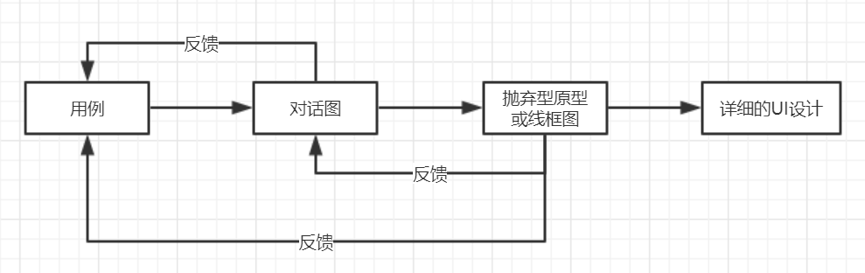 反馈
用例
对话图
抛弃型原型
或线框图
详细的UI设计
反馈
反馈